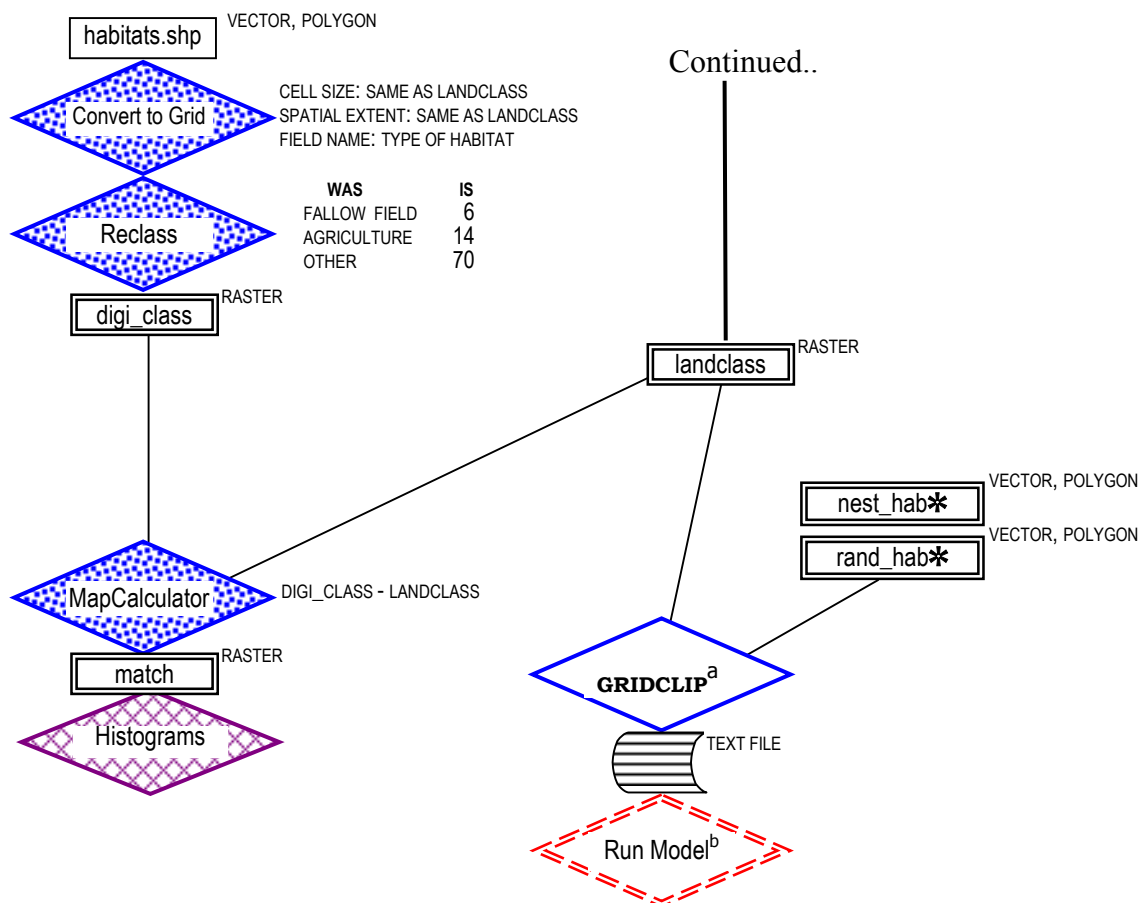 habitats.shp
VECTOR, POLYGON
Convert to Grid
CELL SIZE: SAME AS LANDCLASS
SPATIAL EXTENT: SAME AS LANDCLASS
FIELD NAME: TYPE OF HABITAT
Reclass
WAS IS
FALLOW FIELD 6
AGRICULTURE 14
OTHER 70
digi_class
RASTER
Continued..
landclass
RASTER
nest_hab*
VECTOR, POLYGON
rand_hab*
VECTOR, POLYGON
MapCalculator
DIGI_CLASS - LANDCLASS
match
RASTER
Histograms
GRIDCLIPa
TEXT FILE
Run Modelb